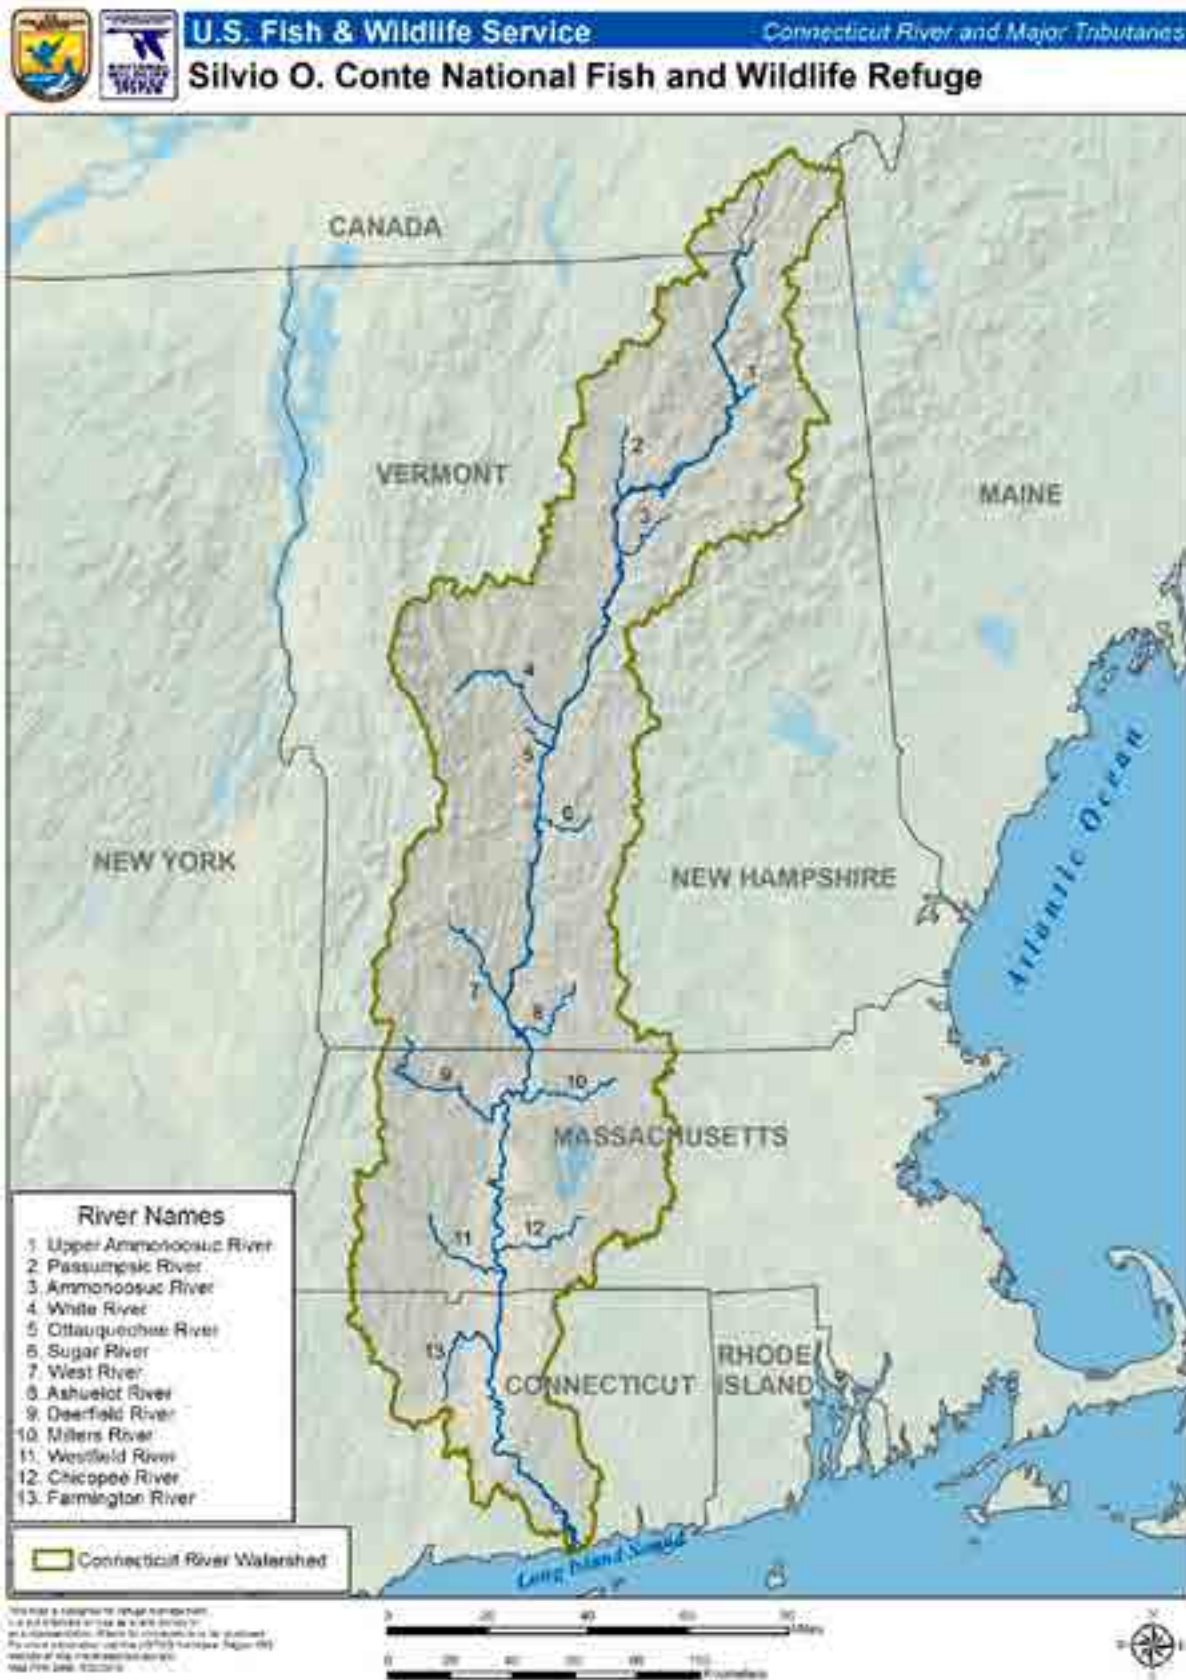 U.S. Fish & Wildlife Service
Connecticut River and Major Tributaries
Silvio O. Conte National Fish and Wildlife Refuge
CANADA
1
2
VERMONT
MAINE
3
4
5
6
NEW YORK
NEW HAMPSHIRE
Atlantic Ocean
7
8
9
10
MASSACHUSETTS
11
12
13
CONNECTICUT
RHODE
ISLAND
Long Island Sound
River Names
1 Upper Ammonoosuc River
2 Passumpsic River
3 Ammonoosuc River
4 White River
5 Ottauquechee River
6 Sugar River
7 West River
8 Ashuelot River
9 Deerfield River
10 Millers River
11. Westfield River
12 Chicopee River
13. Farmington River
Connecticut River Watershed
0 20 40 60 80
Miles
0 20 40 60 80
Kilometers